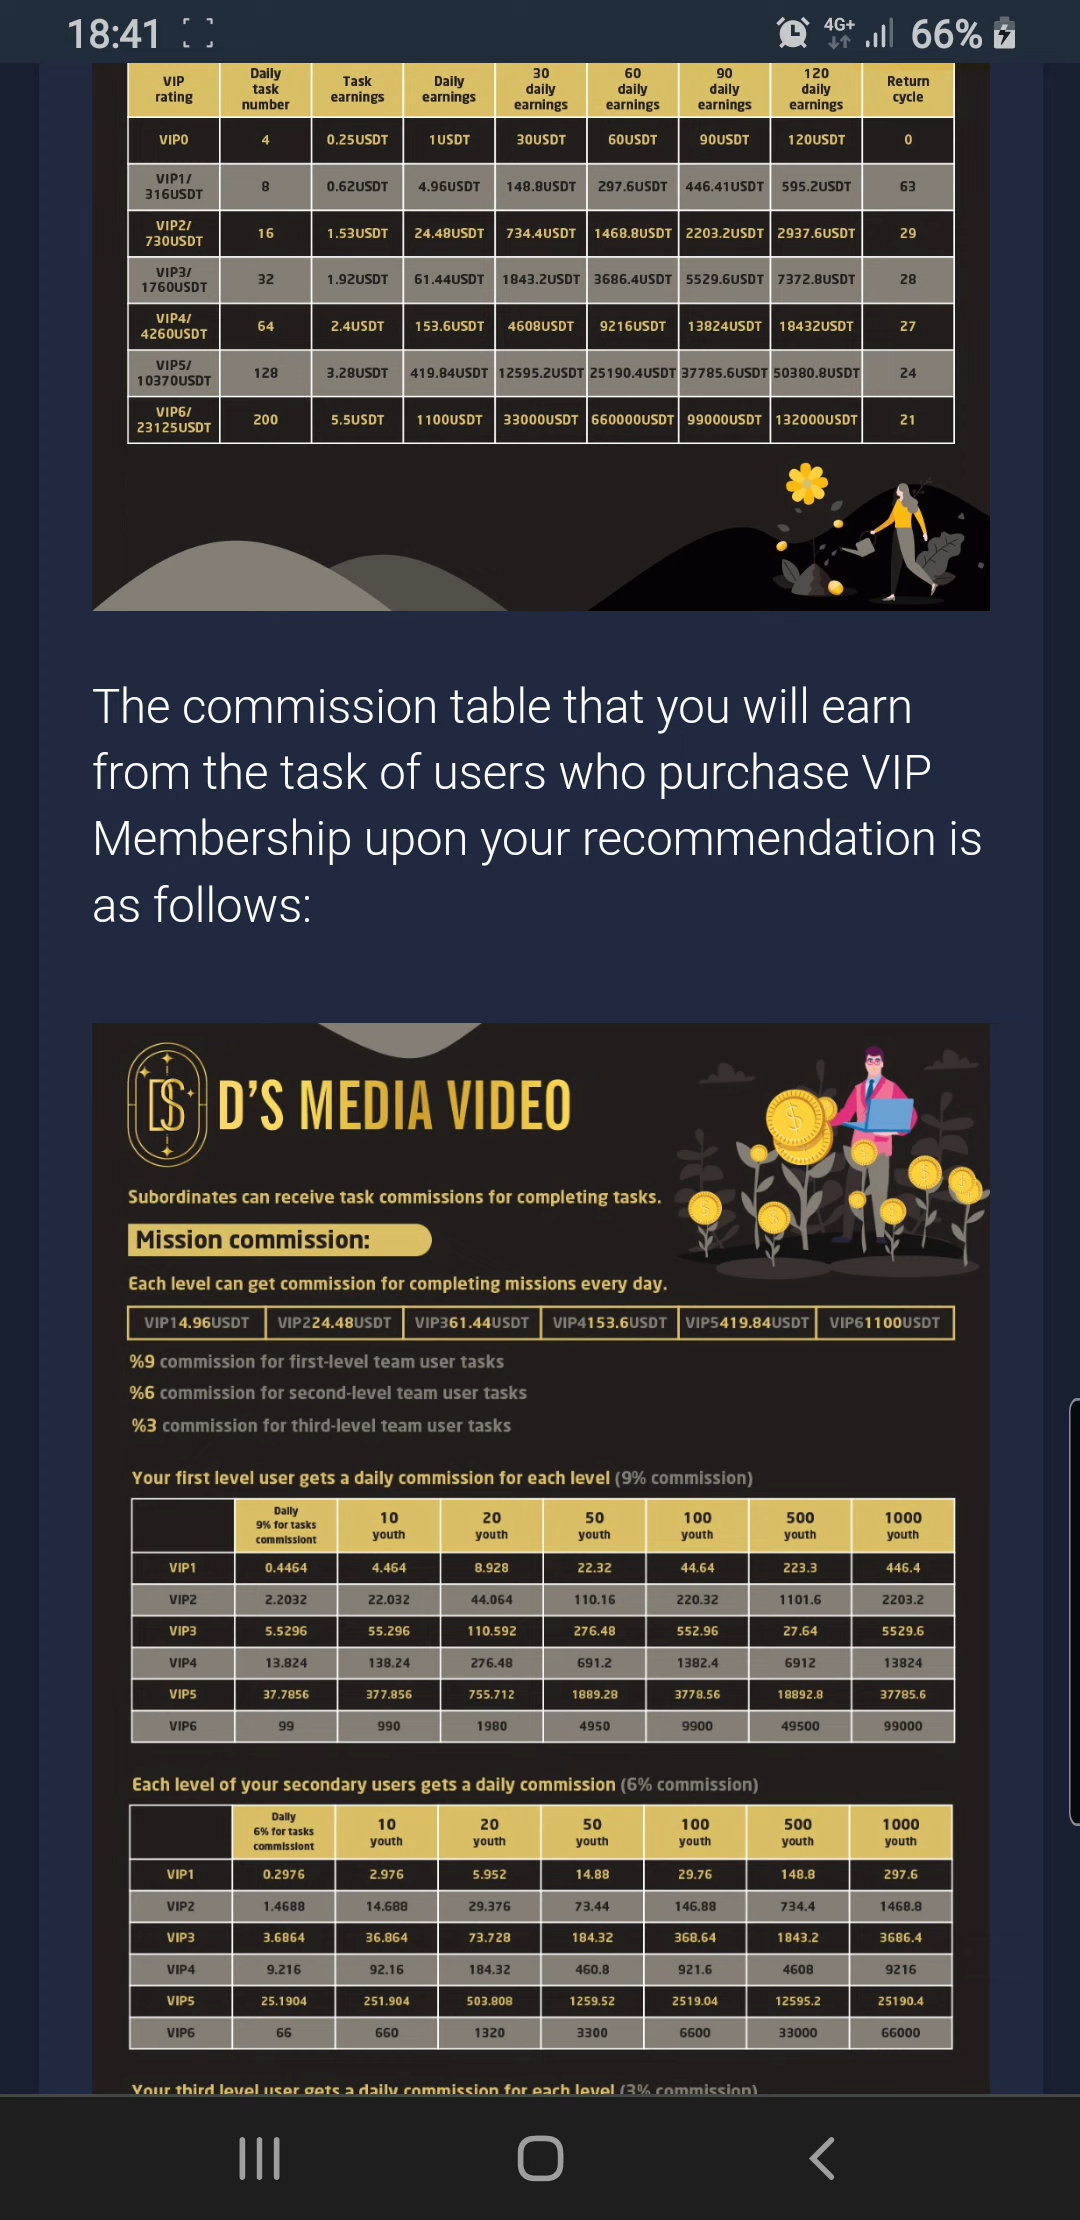 18:41 4G+ 66%
VIP rating | Daily task number | Task earnings | Daily earnings | 30 daily earnings | 60 daily earnings | 90 daily earnings | 120 daily earnings | Return cycle
VIP0 | 4 | 0.25USDT | 1USDT | 30USDT | 60USDT | 90USDT | 120USDT | 0
VIP1/ 316USDT | 8 | 0.62USDT | 4.96USDT | 148.8USDT | 297.6USDT | 446.41USDT | 595.2USDT | 63
VIP2/ 730USDT | 16 | 1.53USDT | 24.48USDT | 734.4USDT | 1468.8USDT | 2203.2USDT | 2937.6USDT | 29
VIP3/ 1760USDT | 32 | 1.92USDT | 61.44USDT | 1843.2USDT | 3686.4USDT | 5529.6USDT | 7372.8USDT | 28
VIP4/ 4260USDT | 64 | 2.4USDT | 153.6USDT | 4608USDT | 9216USDT | 13824USDT | 18432USDT | 27
VIP5/ 10370USDT | 128 | 3.28USDT | 419.84USDT | 12595.2USDT | 25190.4USDT | 37785.6USDT | 50380.8USDT | 24
VIP6/ 23125USDT | 200 | 5.5USDT | 1100USDT | 33000USDT | 660000USDT | 99000USDT | 132000USDT | 21
The commission table that you will earn
from the task of users who purchase VIP
Membership upon your recommendation is
as follows:
DS D'S MEDIA VIDEO
Subordinates can receive task commissions for completing tasks.
Mission commission:
Each level can get commission for completing missions every day.
VIP14.96USDT | VIP224.48USDT | VIP361.44USDT | VIP4153.6USDT | VIP5419.84USDT | VIP61100USDT
%9 commission for first-level team user tasks
%6 commission for second-level team user tasks
%3 commission for third-level team user tasks
Your first level user gets a daily commission for each level (9% commission)
Daily 9% for tasks commissiont | 10 youth | 20 youth | 50 youth | 100 youth | 500 youth | 1000 youth
VIP1 | 0.4464 | 4.464 | 8.928 | 22.32 | 44.64 | 223.3 | 446.4
VIP2 | 2.2032 | 22.032 | 44.064 | 110.16 | 220.32 | 1101.6 | 2203.2
VIP3 | 5.5296 | 55.296 | 110.592 | 276.48 | 552.96 | 27.64 | 5529.6
VIP4 | 13.824 | 138.24 | 276.48 | 691.2 | 1382.4 | 6912 | 13824
VIP5 | 37.7856 | 377.856 | 755.712 | 1889.28 | 3778.56 | 18892.8 | 37785.6
VIP6 | 99 | 990 | 1980 | 4950 | 9900 | 49500 | 99000
Each level of your secondary users gets a daily commission (6% commission)
Daily 6% for tasks commissiont | 10 youth | 20 youth | 50 youth | 100 youth | 500 youth | 1000 youth
VIP1 | 0.2976 | 2.976 | 5.952 | 14.88 | 29.76 | 148.8 | 297.6
VIP2 | 1.4688 | 14.688 | 29.376 | 73.44 | 146.88 | 734.4 | 1468.8
VIP3 | 3.6864 | 36.864 | 73.728 | 184.32 | 368.64 | 1843.2 | 3686.4
VIP4 | 9.216 | 92.16 | 184.32 | 460.8 | 921.6 | 4608 | 9216
VIP5 | 25.1904 | 251.904 | 503.808 | 1259.52 | 2519.04 | 12595.2 | 25190.4
VIP6 | 66 | 660 | 1320 | 3300 | 6600 | 33000 | 66000
Your third level user gets a daily commission for each level (3% commission)